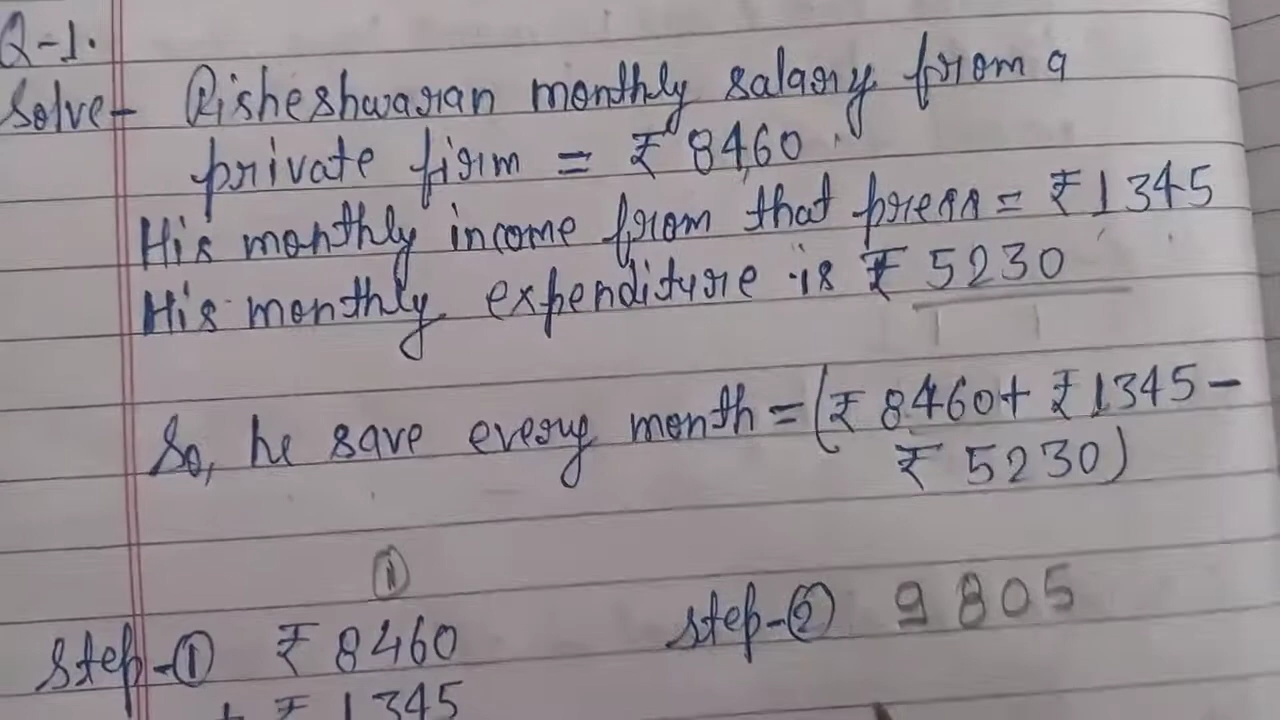 Q-1.
Solve- Risheshwaran monthly salary from a
private firm = ₹ 8460.
His monthly income from that press = ₹1345
His monthly expenditure is ₹ 5230
So, he save every month = (₹ 8460+ ₹1345-
₹ 5230)
①
Step-① ₹8460
+ ₹ 1345
Step-② 9805